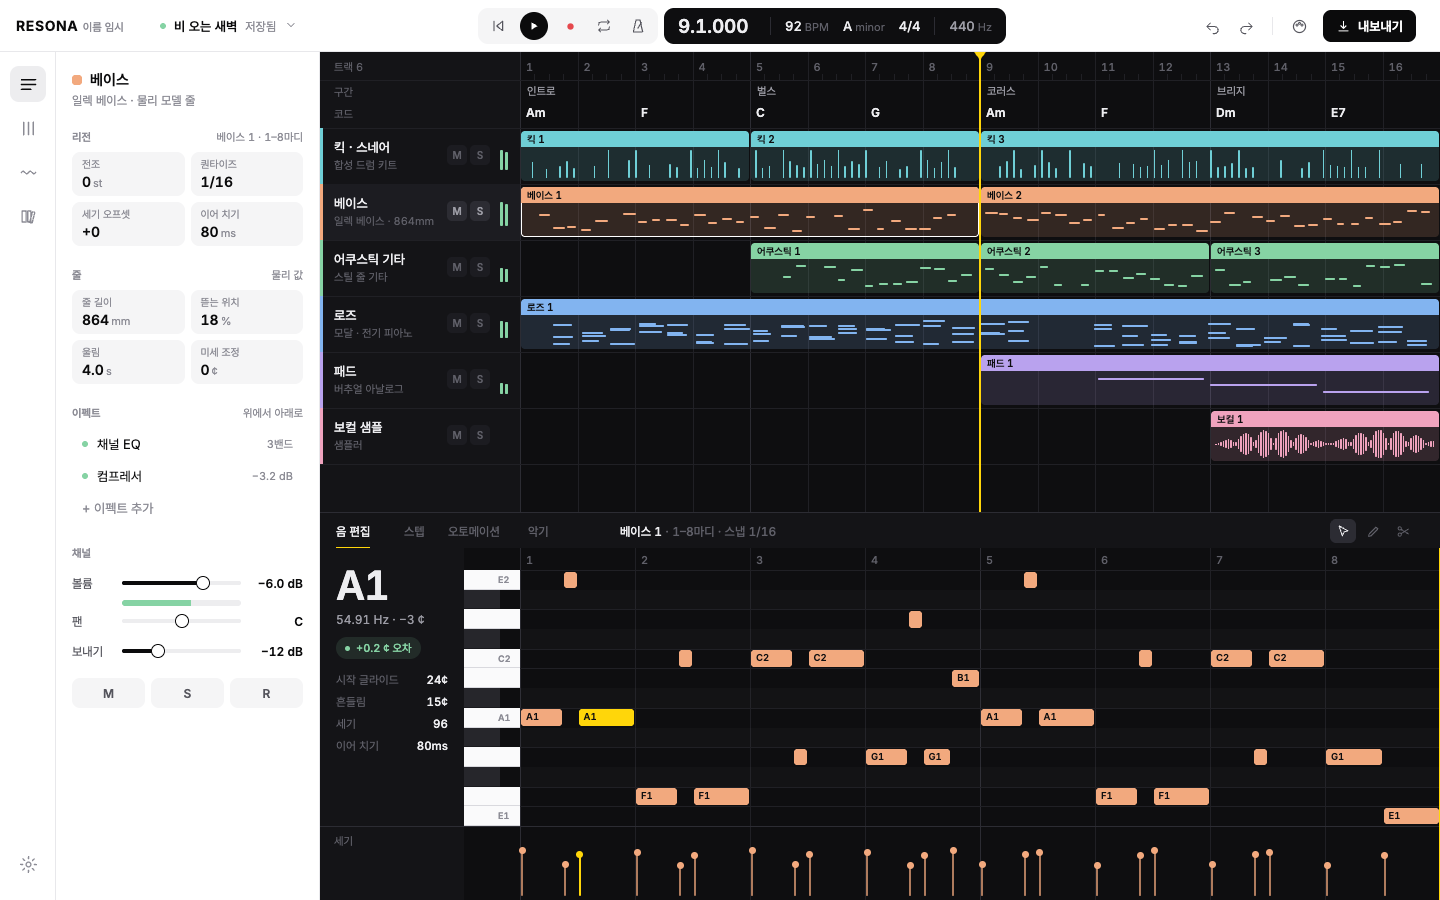 RESONA 이름 임시
비 오는 새벽 저장됨
9.1.000 92 BPM A minor 4/4 440 Hz
내보내기
베이스
일렉 베이스 · 물리 모델 줄
리전 베이스 1 · 1–8마디
전조 퀀타이즈
0 st 1/16
세기 오프셋 이어 치기
+0 80 ms
줄 물리 값
줄 길이 뜯는 위치
864 mm 18 %
울림 미세 조정
4.0 s 0 ¢
이펙트 위에서 아래로
채널 EQ 3밴드
컴프레서 −3.2 dB
+ 이펙트 추가
채널
볼륨 −6.0 dB
팬 C
보내기 −12 dB
M S R
트랙 6 1 2 3 4 5 6 7 8 9 10 11 12 13 14 15 16
구간 인트로 벌스 코러스 브리지
코드 Am F C G Am F Dm E7
킥 · 스네어 M S
합성 드럼 키트
킥 1 킥 2 킥 3
베이스 M S
일렉 베이스 · 864mm
베이스 1 베이스 2
어쿠스틱 기타 M S
스틸 줄 기타
어쿠스틱 1 어쿠스틱 2 어쿠스틱 3
로즈 M S
모달 · 전기 피아노
로즈 1
패드 M S
버추얼 아날로그
패드 1
보컬 샘플 M S
샘플러
보컬 1
음 편집 스텝 오토메이션 악기 베이스 1 · 1–8마디 · 스냅 1/16
1 2 3 4 5 6 7 8
A1
54.91 Hz · −3 ¢
+0.2 ¢ 오차
시작 글라이드 24¢
흔들림 15¢
세기 96
이어 치기 80ms
E2
C2 C2 C2 C2 C2
B1
A1 A1 A1 A1 A1
G1 G1 G1
F1 F1 F1 F1
E1 E1
세기